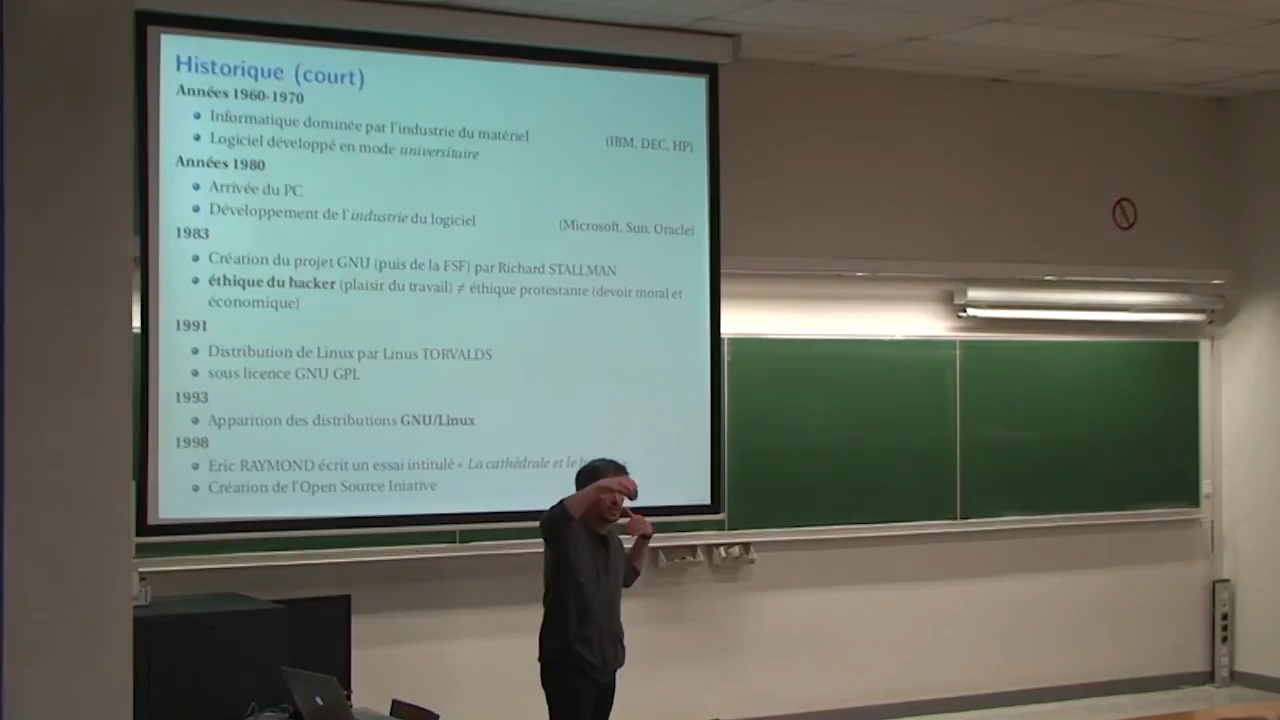 Historique (court)
Années 1960-1970
Informatique dominée par l'industrie du matériel (IBM, DEC, HP)
Logiciel développé en mode universitaire
Années 1980
Arrivée du PC
Développement de l'industrie du logiciel (Microsoft, Sun, Oracle)
1983
Création du projet GNU (puis de la FSF) par Richard STALLMAN
éthique du hacker (plaisir du travail) ≠ éthique protestante (devoir moral et
économique)
1991
Distribution de Linux par Linus TORVALDS
sous licence GNU GPL
1993
Apparition des distributions GNU/Linux
1998
Eric RAYMOND écrit un essai intitulé « La cathédrale et le
Création de l'Open Source Iniative